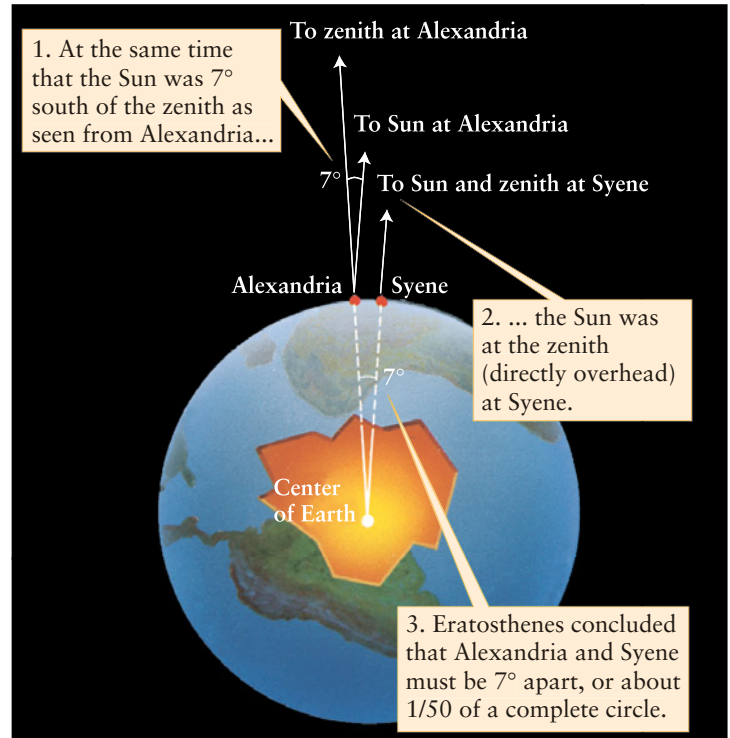 To zenith at Alexandria
1. At the same time
that the Sun was 7°
south of the zenith as
seen from Alexandria...
To Sun at Alexandria
7°
To Sun and zenith at Syene
Alexandria
Syene
2. ... the Sun was
at the zenith
(directly overhead)
at Syene.
7°
Center
of Earth
3. Eratosthenes concluded
that Alexandria and Syene
must be 7° apart, or about
1/50 of a complete circle.